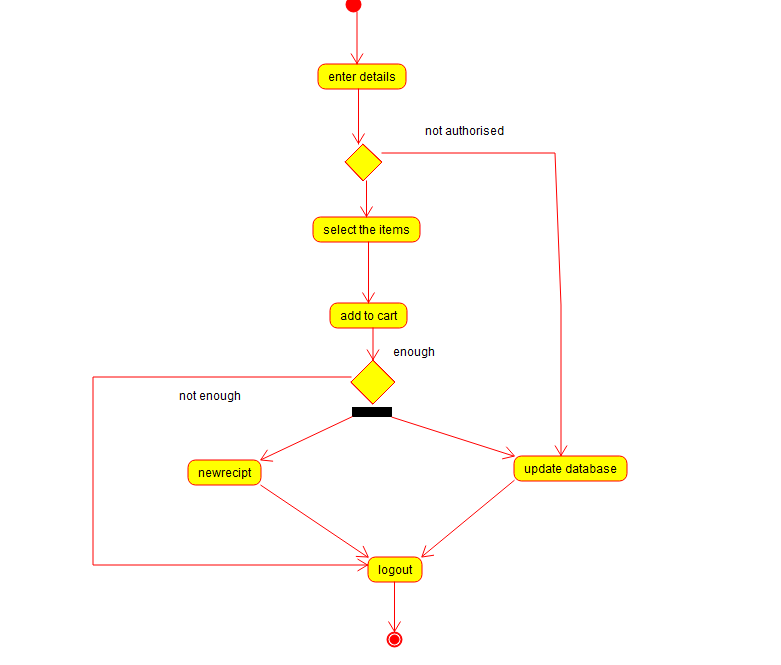 enter details
not authorised
select the items
add to cart
enough
not enough
newrecipt
update database
logout